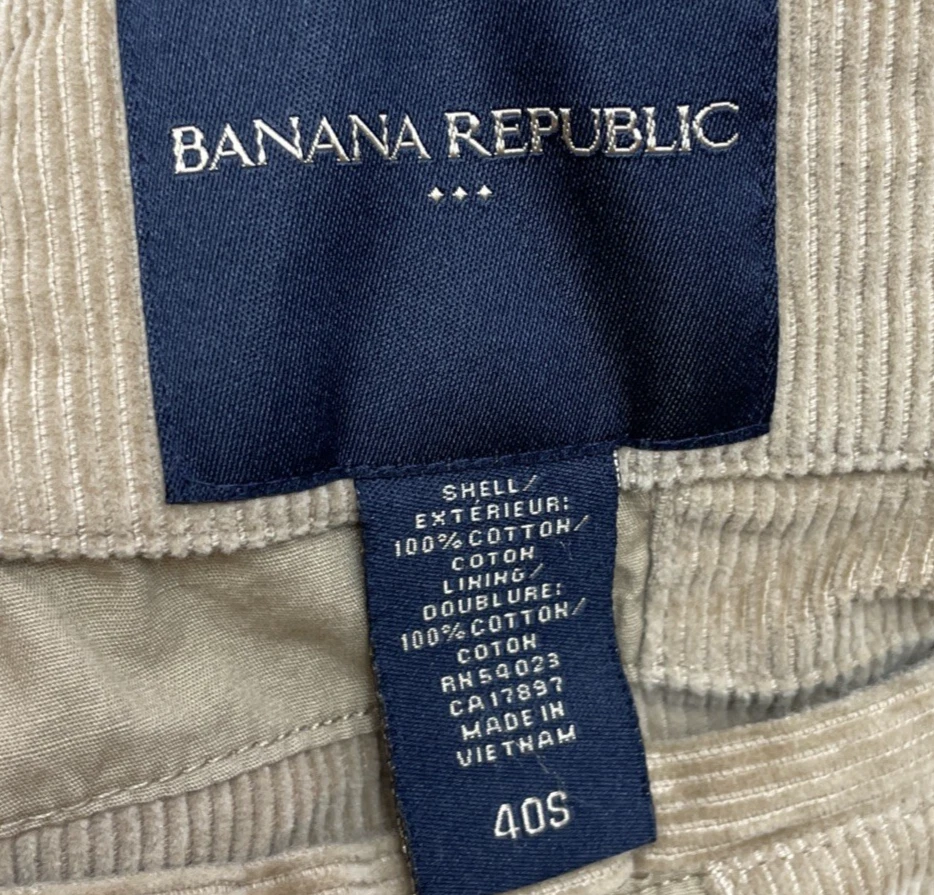 BANANA REPUBLIC
SHELL/
EXTÉRIEUR:
100% COTTON/
COTON
LINING/
DOUBLURE:
100% COTTON/
COTON
RN54023
CA17897
MADE IN
VIETNAM
40S